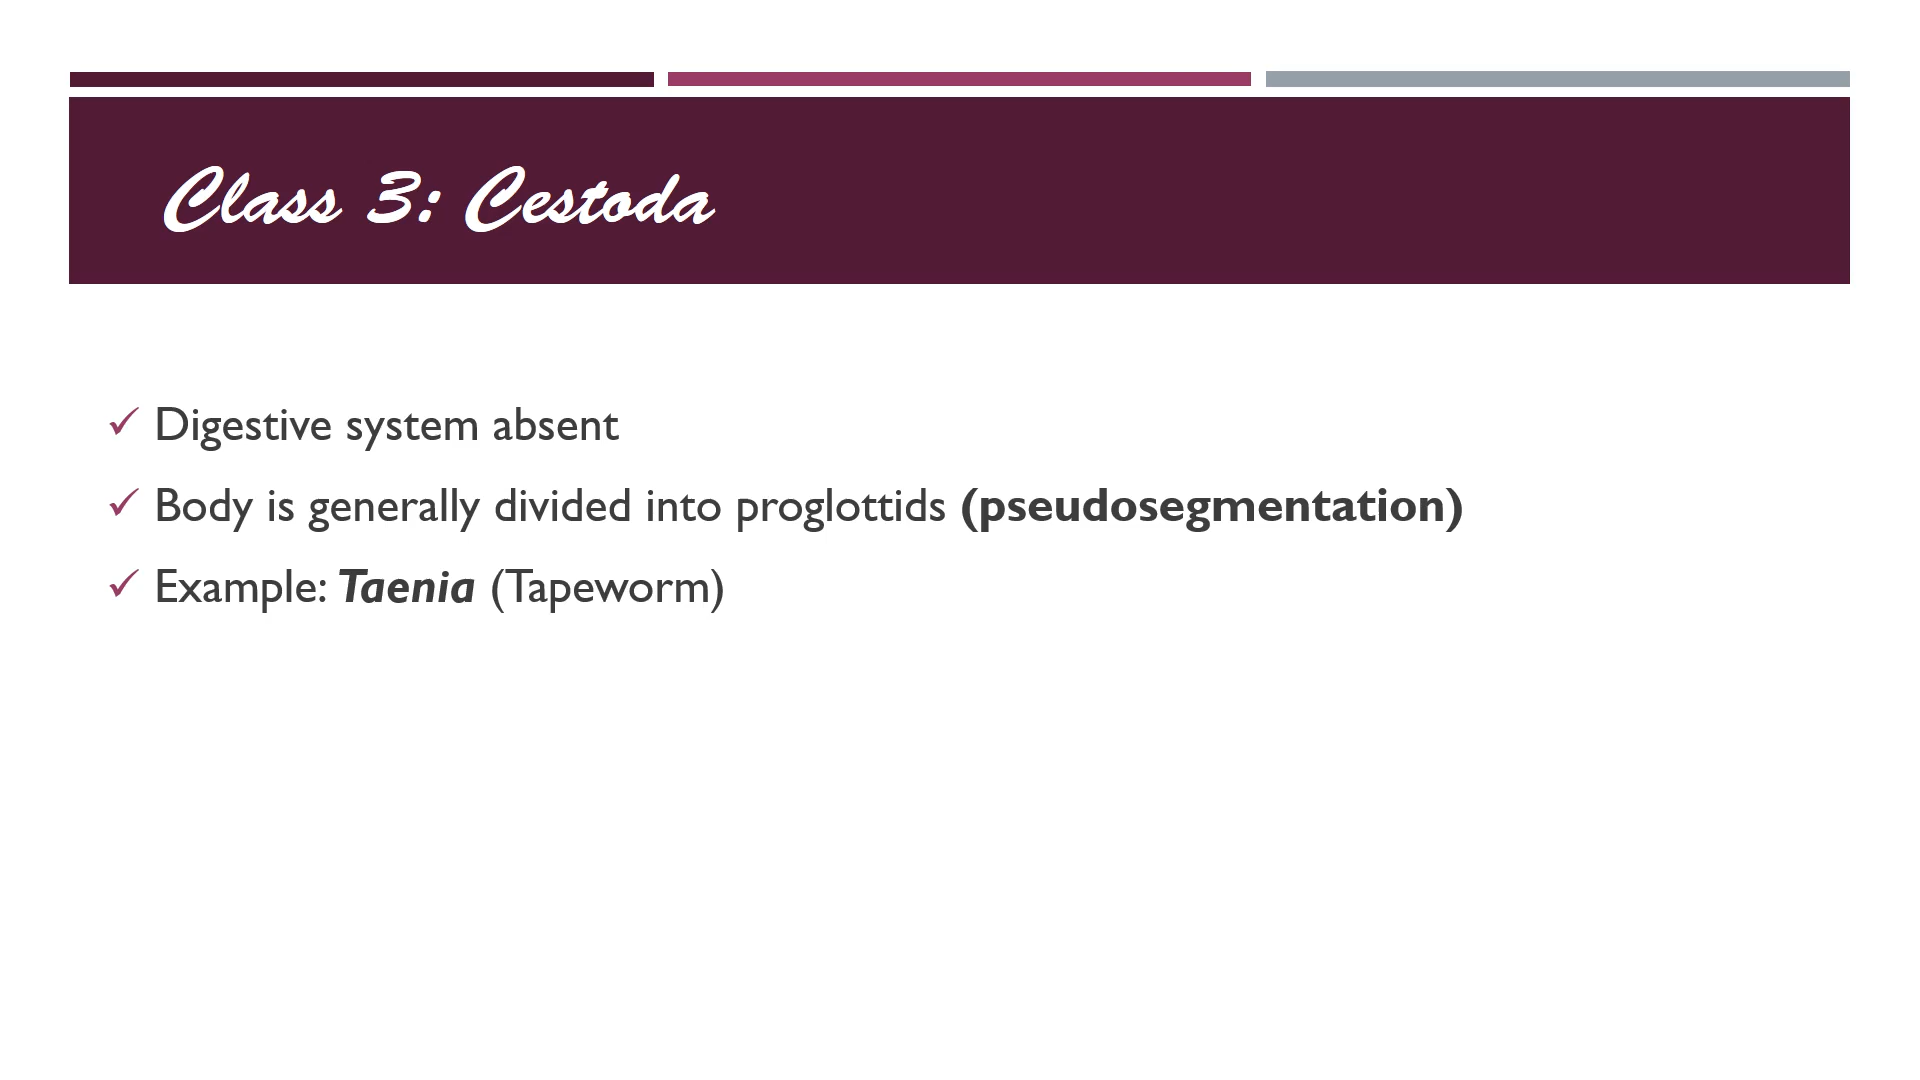 Class 3: Cestoda
✓ Digestive system absent
✓ Body is generally divided into proglottids (pseudosegmentation)
✓ Example: Taenia (Tapeworm)